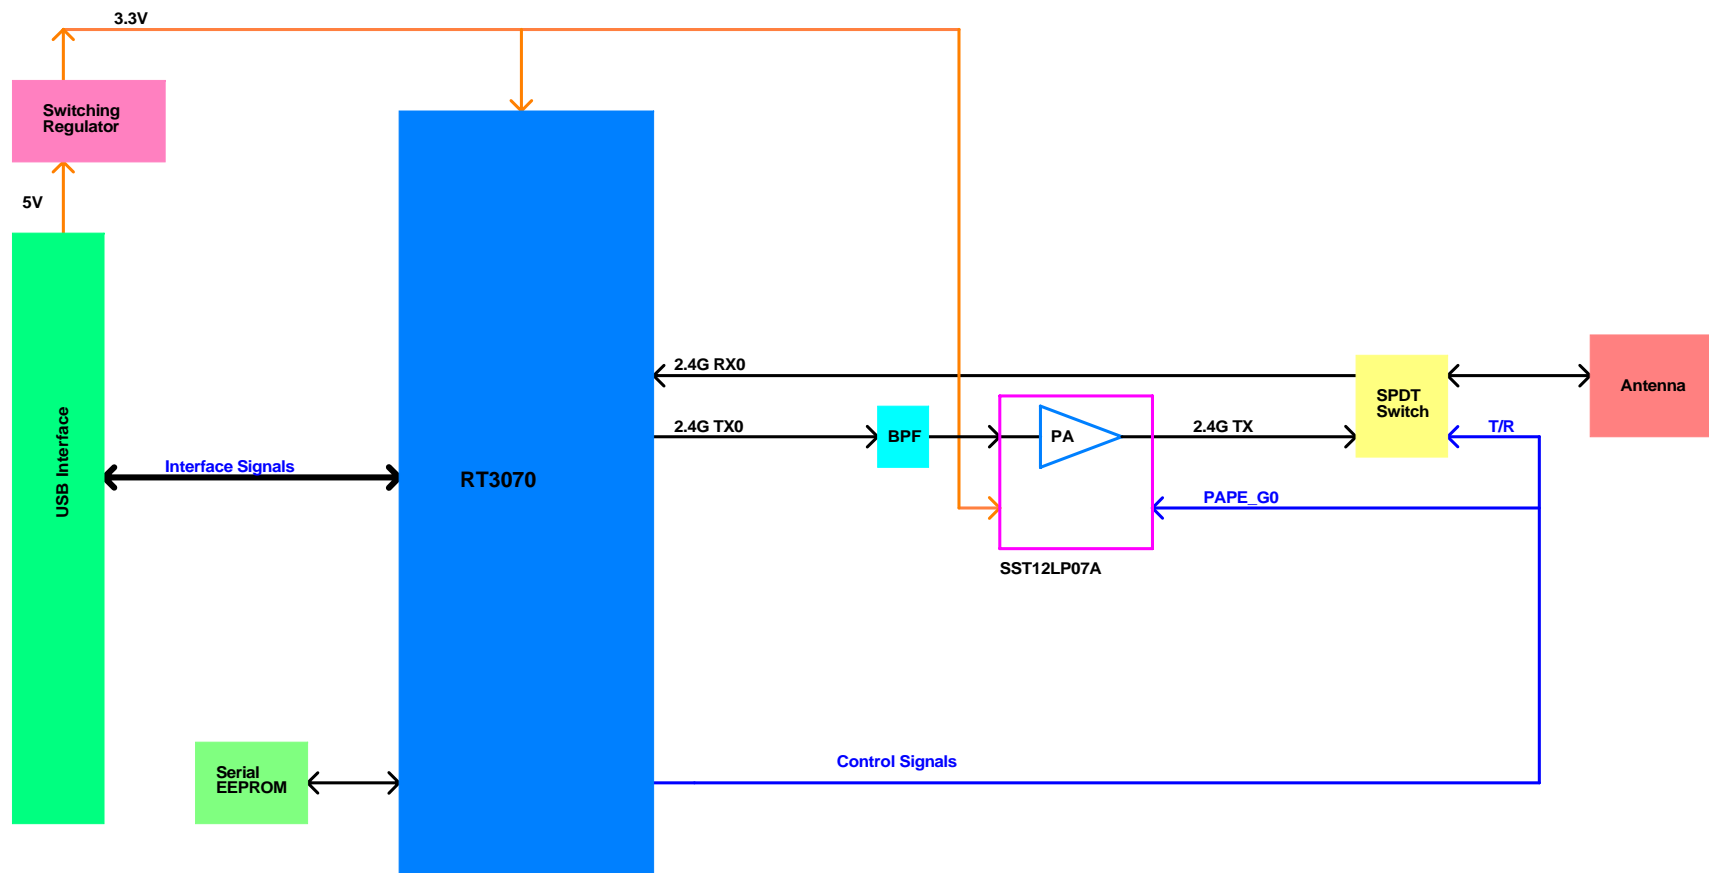 3.3V
Switching
Regulator
5V
USB Interface
Interface Signals
RT3070
Serial
EEPROM
2.4G RX0
2.4G TX0
BPF
PA
2.4G TX
SPDT
Switch
Antenna
T/R
PAPE_G0
SST12LP07A
Control Signals